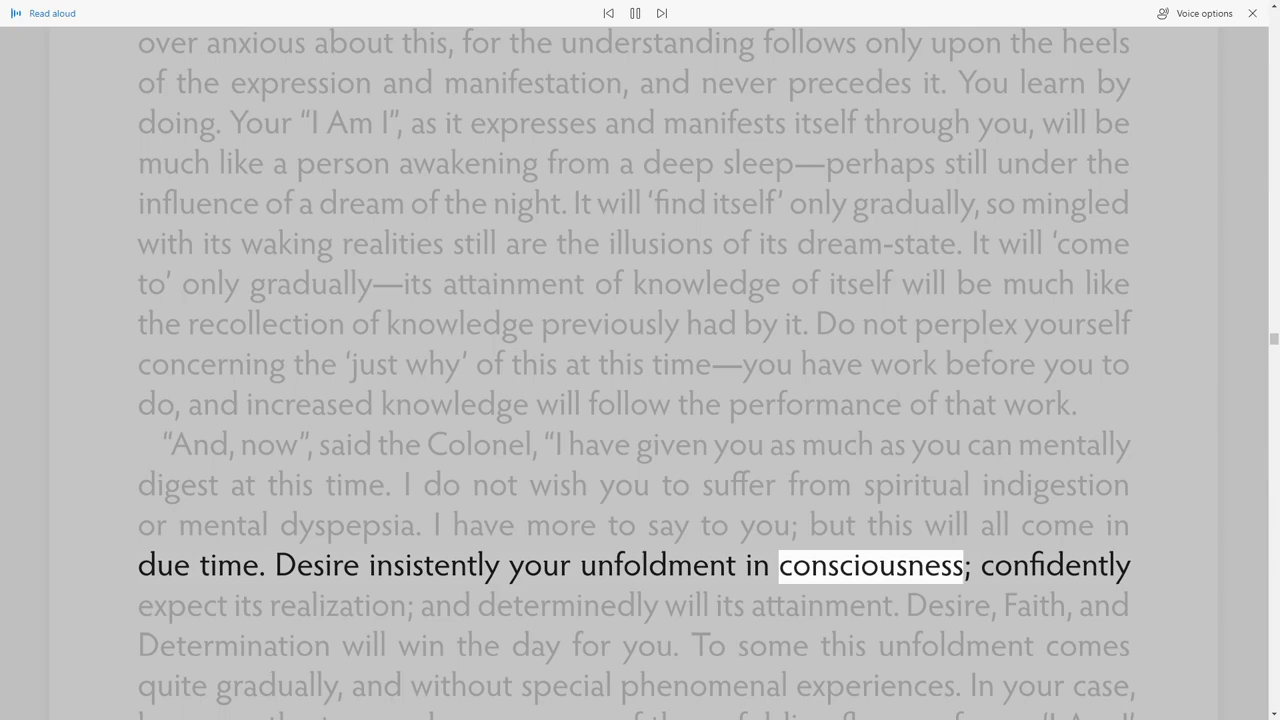 Read aloud
Voice options
over anxious about this, for the understanding follows only upon the heels
of the expression and manifestation, and never precedes it. You learn by
doing. Your “I Am I”, as it expresses and manifests itself through you, will be
much like a person awakening from a deep sleep—perhaps still under the
influence of a dream of the night. It will ‘find itself’ only gradually, so mingled
with its waking realities still are the illusions of its dream-state. It will ‘come
to’ only gradually—its attainment of knowledge of itself will be much like
the recollection of knowledge previously had by it. Do not perplex yourself
concerning the ‘just why’ of this at this time—you have work before you to
do, and increased knowledge will follow the performance of that work.
“And, now”, said the Colonel, “I have given you as much as you can mentally
digest at this time. I do not wish you to suffer from spiritual indigestion
or mental dyspepsia. I have more to say to you; but this will all come in
due time. Desire insistently your unfoldment in consciousness; confidently
expect its realization; and determinedly will its attainment. Desire, Faith, and
Determination will win the day for you. To some this unfoldment comes
quite gradually, and without special phenomenal experiences. In your case,